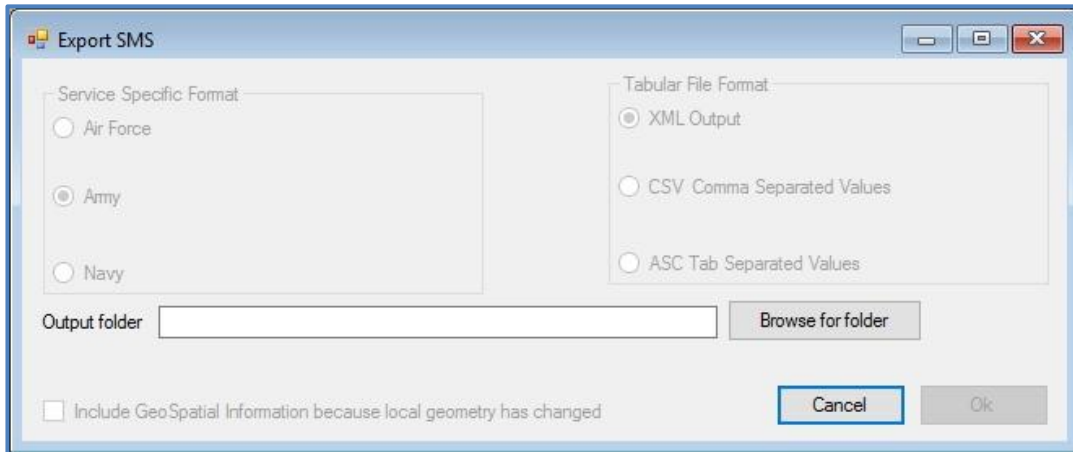 Export SMS
Service Specific Format
Air Force
Army
Navy
Tabular File Format
XML Output
CSV Comma Separated Values
ASC Tab Separated Values
Output folder
Browse for folder
Include GeoSpatial Information because local geometry has changed
Cancel
Ok